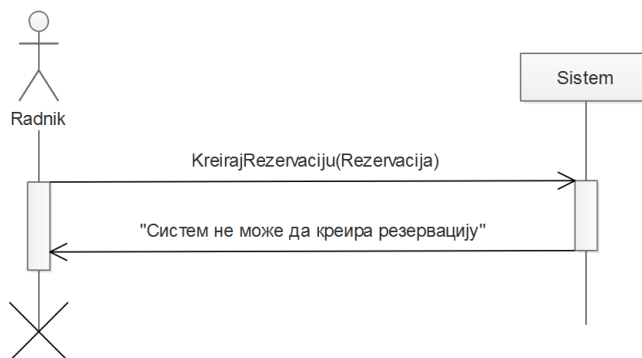 Sistem
Radnik
KreirajRezervaciju(Rezervacija)
"Систем не може да креира резервацију"